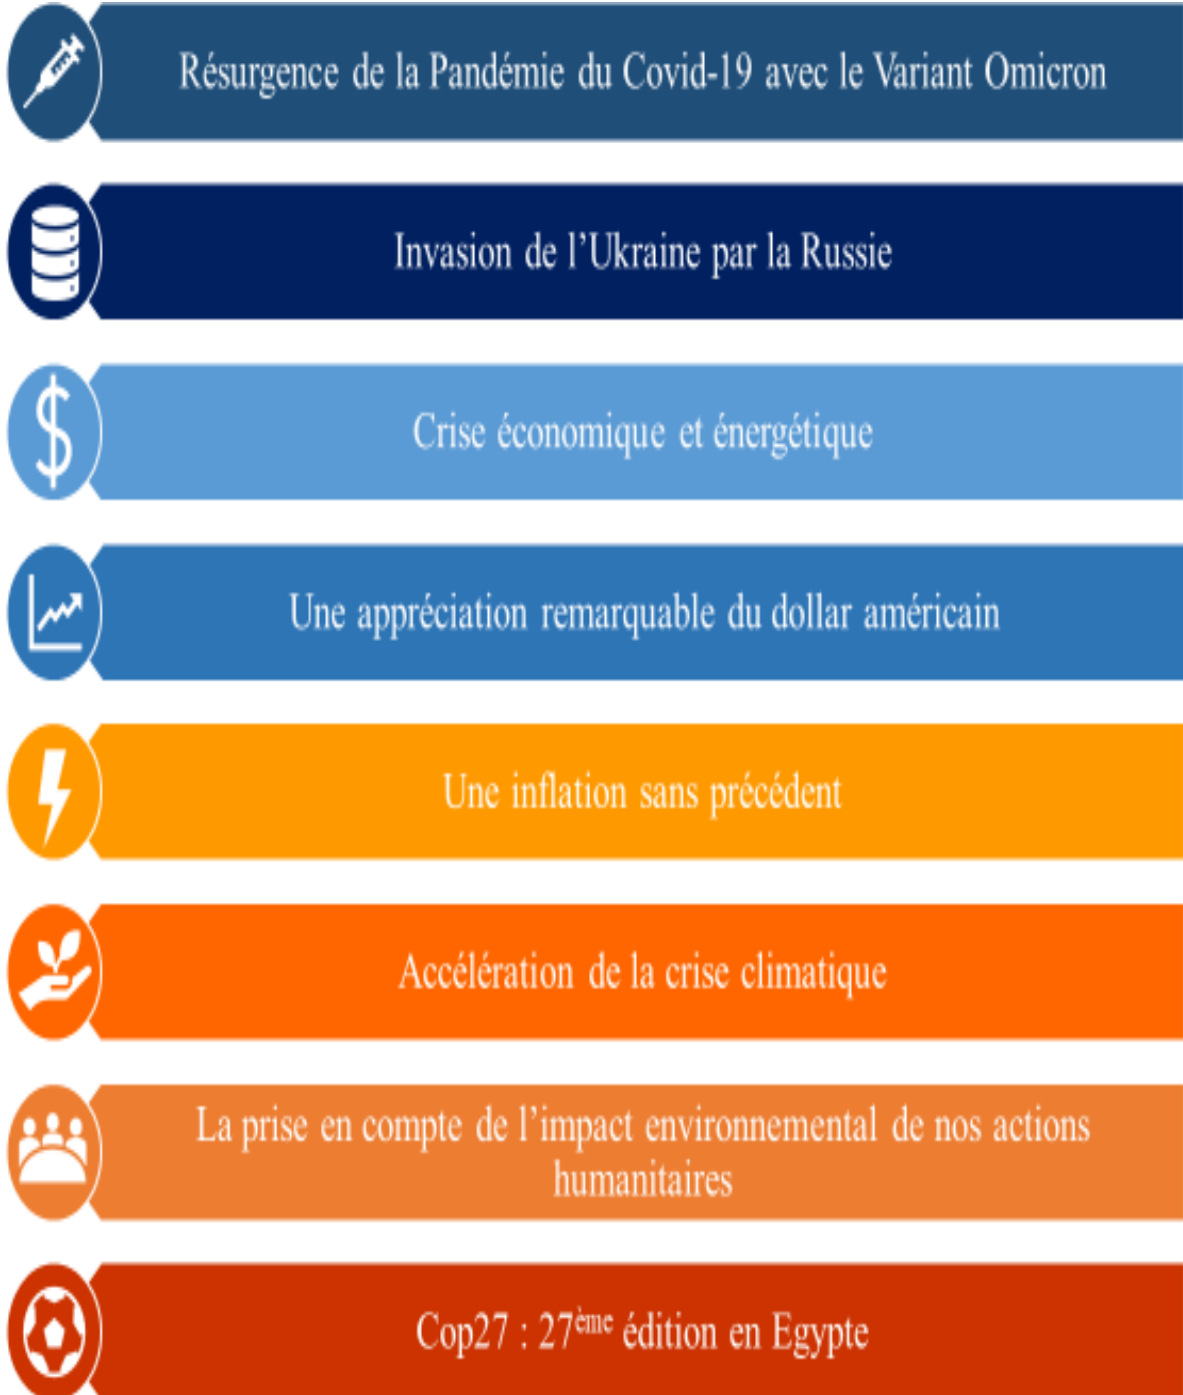 Résurgence de la Pandémie du Covid-19 avec le Variant Omicron
Invasion de l’Ukraine par la Russie
Crise économique et énergétique
Une appréciation remarquable du dollar américain
Une inflation sans précédent
Accélération de la crise climatique
La prise en compte de l’impact environnemental de nos actions
humanitaires
Cop27 : 27ème édition en Egypte